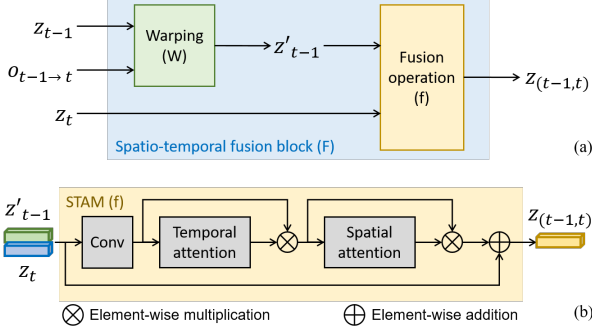 Z_{t-1}
Warping
(W)
Z'_{t-1}
Fusion
operation
(f)
O_{t-1→t}
Z_{(t-1,t)}
Z_t
Spatio-temporal fusion block (F)
(a)
Z'_{t-1}
STAM (f)
Z_{(t-1,t)}
Conv
Temporal
attention
Spatial
attention
Z_t
Element-wise multiplication
Element-wise addition
(b)